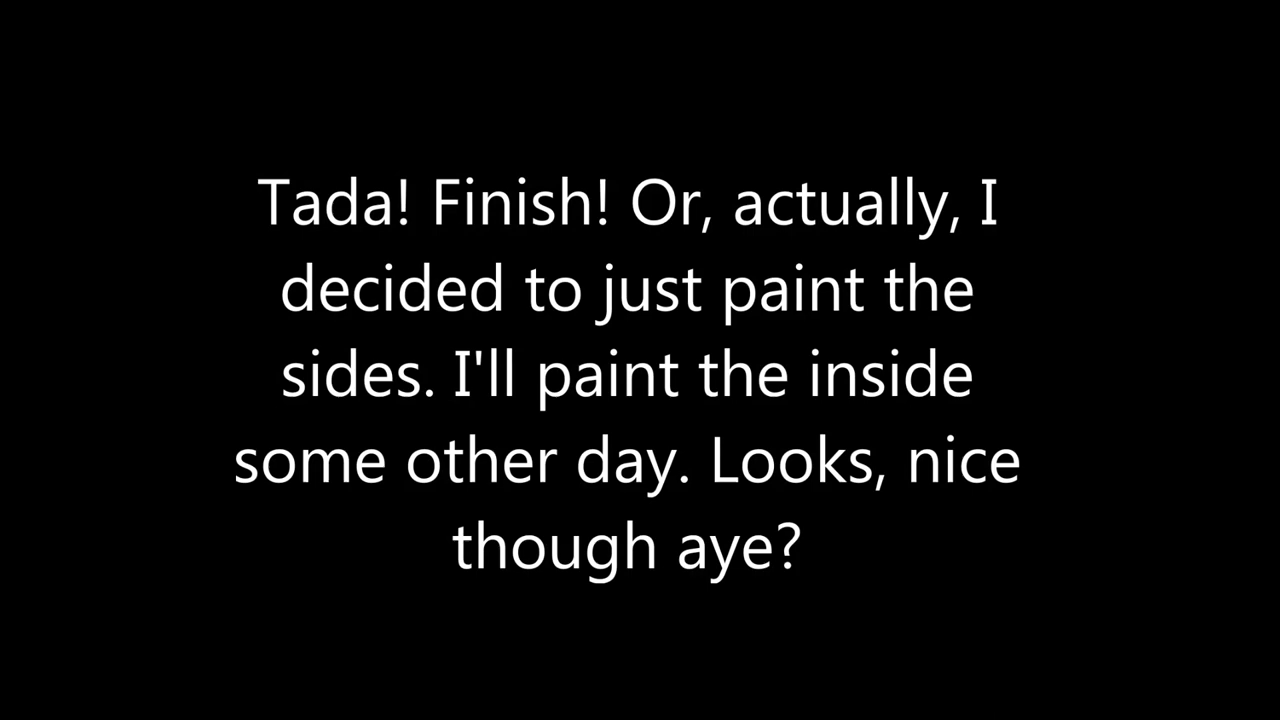 Tada! Finish! Or, actually, I
decided to just paint the
sides. I'll paint the inside
some other day. Looks, nice
though aye?